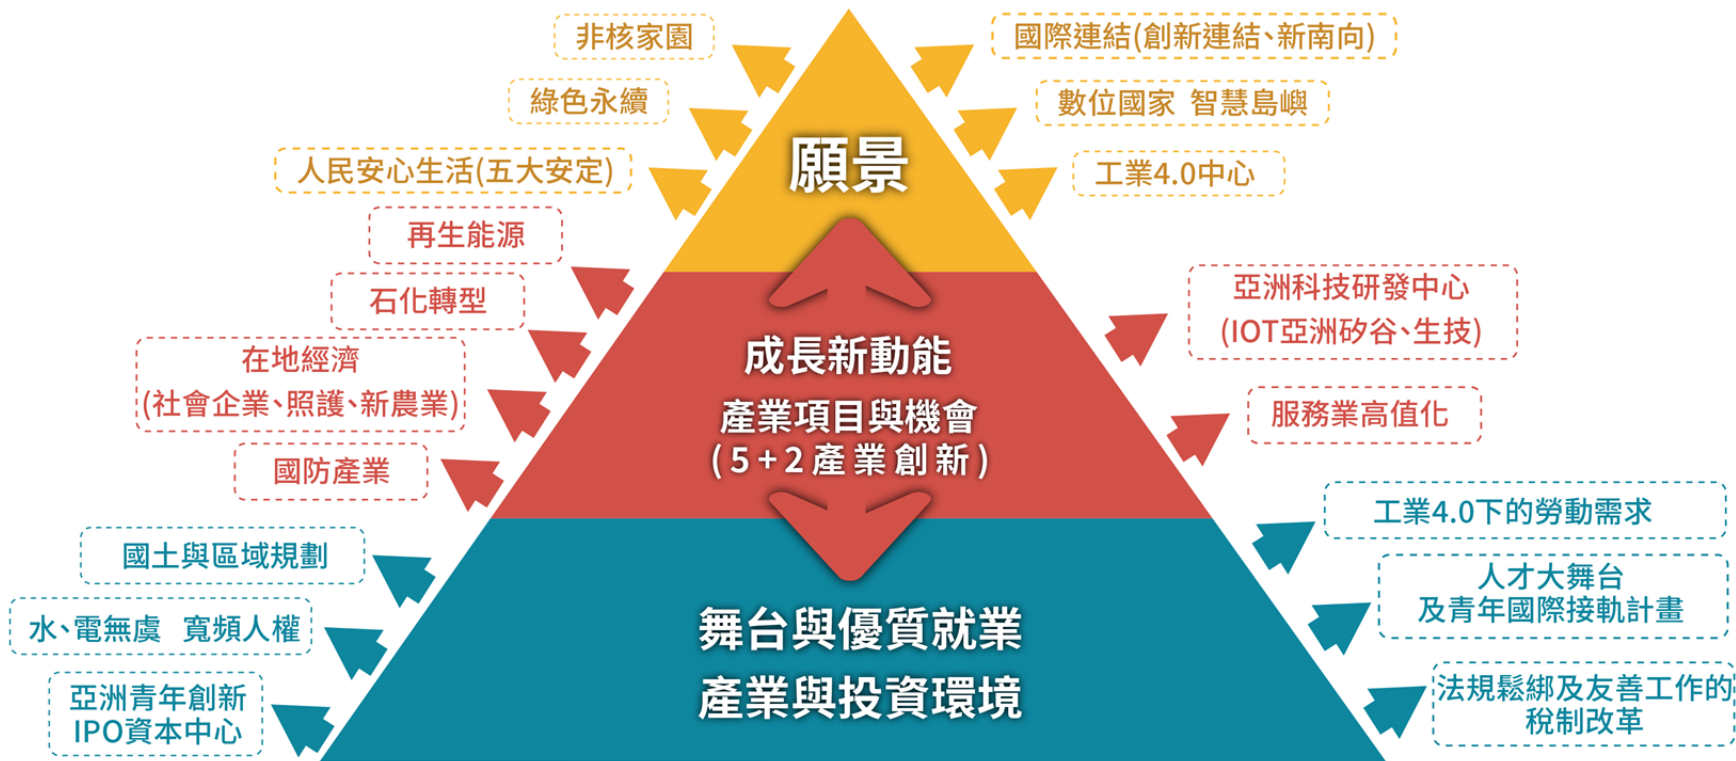 非核家園
國際連結(創新連結、新南向)
綠色永續
數位國家 智慧島嶼
人民安心生活(五大安定)
願景
工業4.0中心
再生能源
石化轉型
亞洲科技研發中心
(IOT亞洲矽谷、生技)
在地經濟
(社會企業、照護、新農業)
成長新動能
產業項目與機會
(5+2產業創新)
服務業高值化
國防產業
工業4.0下的勞動需求
國土與區域規劃
人才大舞台
及青年國際接軌計畫
水、電無虞 寬頻人權
舞台與優質就業
產業與投資環境
亞洲青年創新
IPO資本中心
法規鬆綁及友善工作的
稅制改革